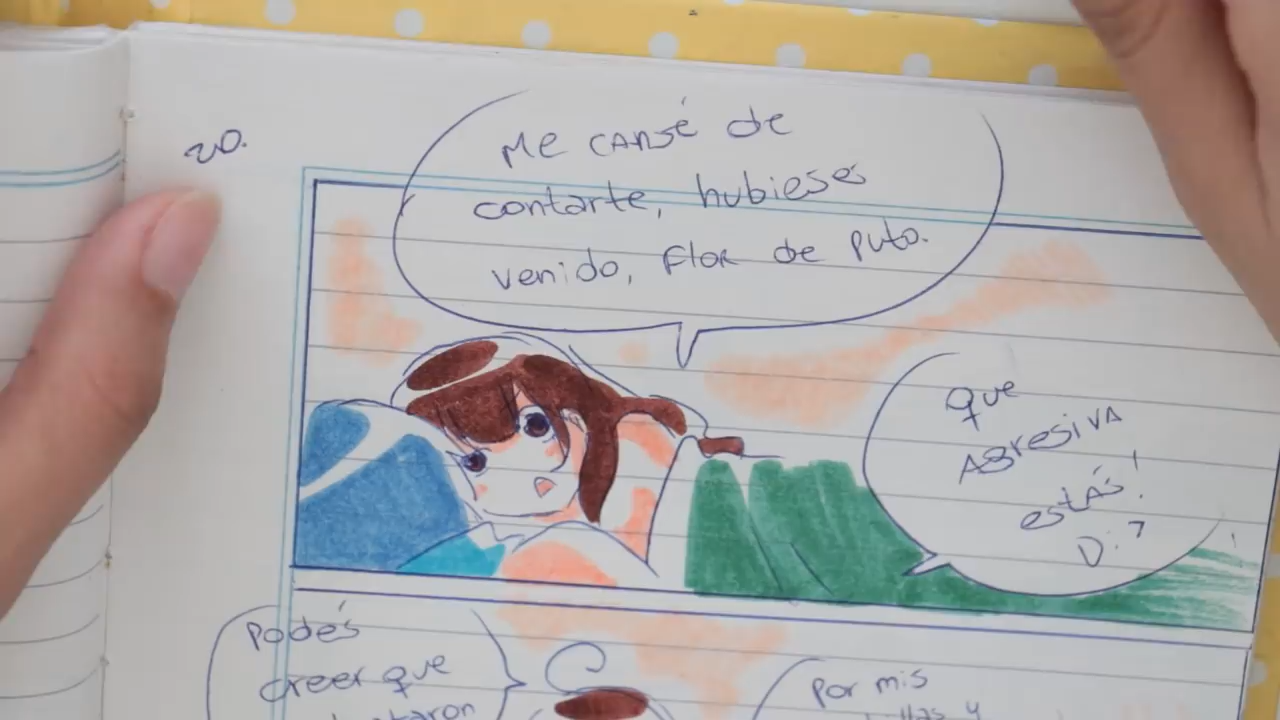 20.
Me cansé de
contarte, hubieses
venido, flor de puto.
que
agresiva
estás!
D:?
Podés
creer que
Por mis
y